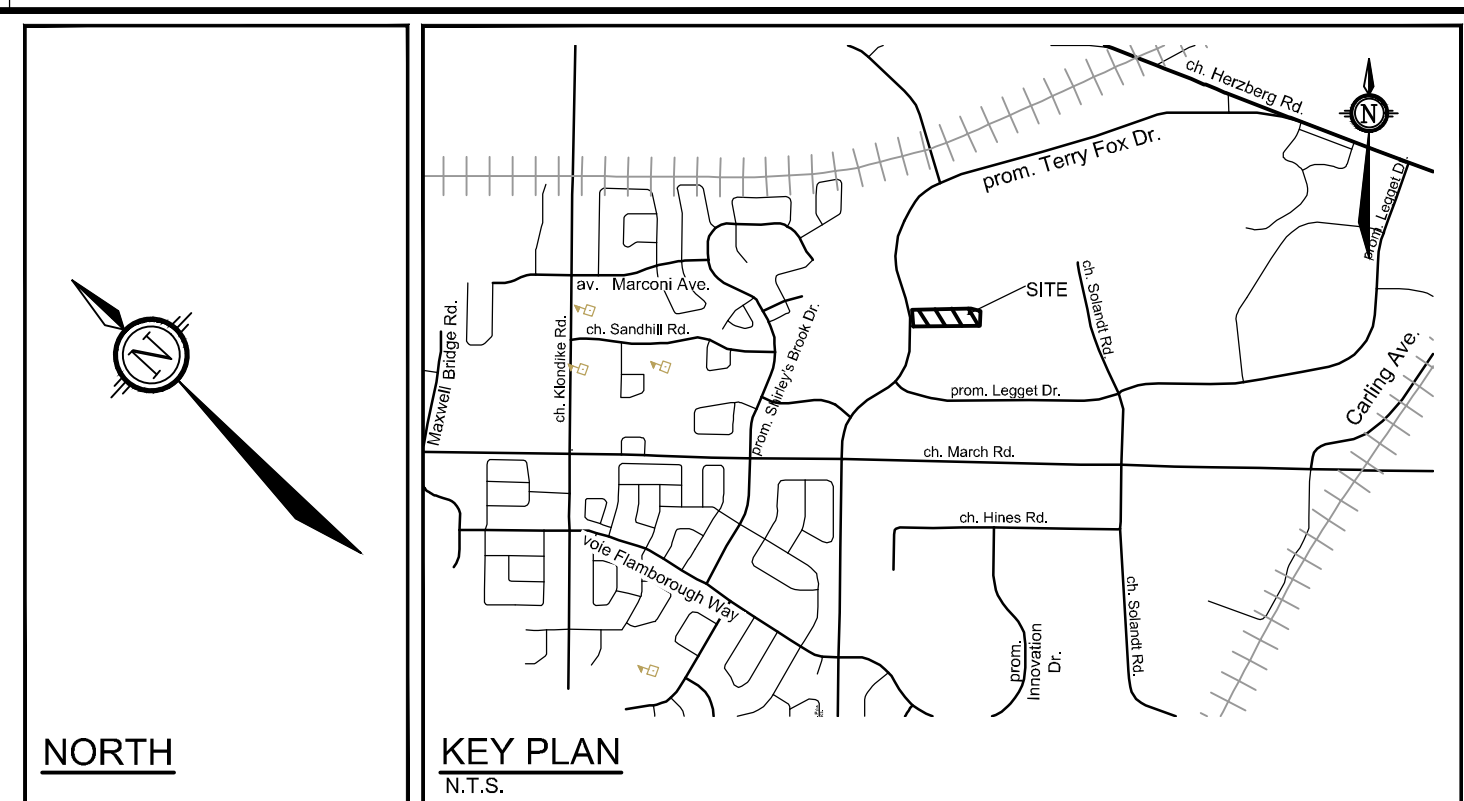 N
NORTH
ch. Herzberg Rd.
N
prom. Terry Fox Dr.
prom. Legget Dr.
SITE
ch. Solandt Rd.
av. Marconi Ave.
ch. Sandhill Rd.
Maxwell Bridge Rd.
ch. Klondike Rd.
prom. Shirley's Brook Dr.
prom. Legget Dr.
Carling Ave.
ch. March Rd.
ch. Hines Rd.
voie Flamborough Way
prom.
Innovation
Dr.
ch. Solandt Rd.
KEY PLAN
N.T.S.